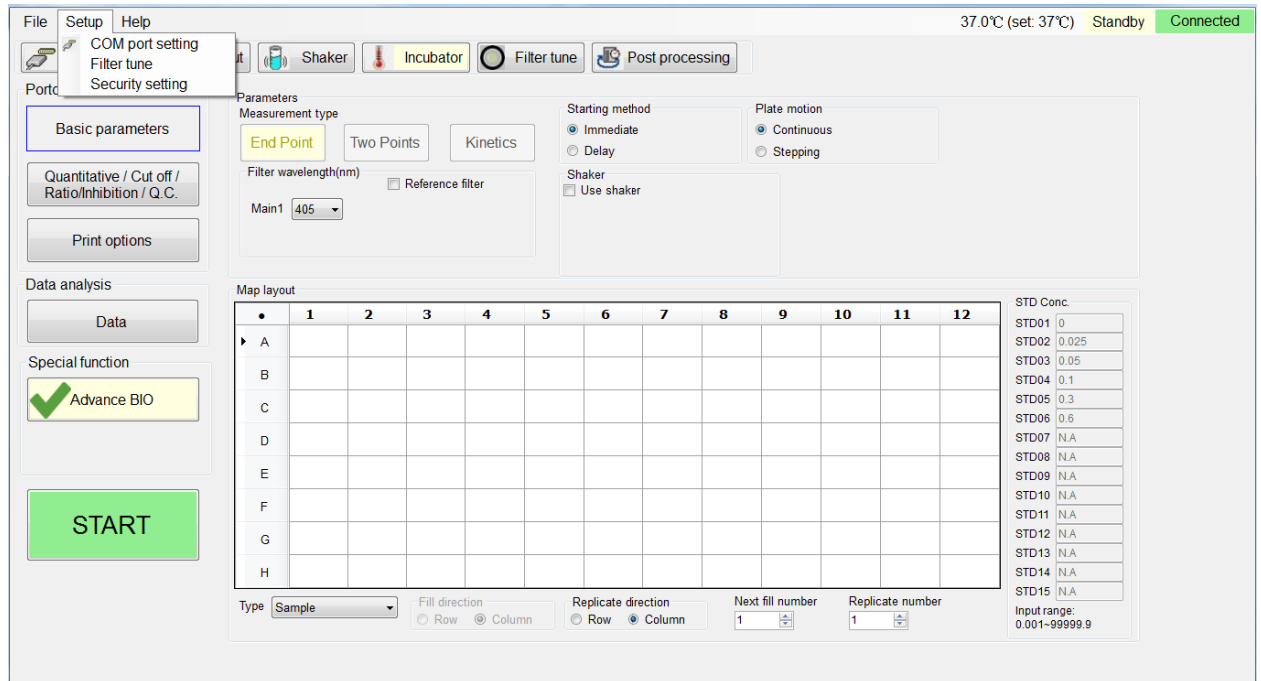 File Setup Help 37.0℃ (set: 37℃) Standby Connected
COM port setting
Filter tune
Security setting
Shaker Incubator Filter tune Post processing
Basic parameters
Quantitative / Cut off /
Ratio/Inhibition / Q.C.
Print options
Data analysis
Data
Special function
Advance BIO
START
Parameters
Measurement type
End Point Two Points Kinetics
Filter wavelength(nm)
Reference filter
Main1 405
Starting method
Immediate
Delay
Plate motion
Continuous
Stepping
Shaker
Use shaker
Map layout
1 2 3 4 5 6 7 8 9 10 11 12
A
B
C
D
E
F
G
H
Type Sample
Fill direction
Row Column
Replicate direction
Row Column
Next fill number
1
Replicate number
1
STD Conc.
STD01 0
STD02 0.025
STD03 0.05
STD04 0.1
STD05 0.3
STD06 0.6
STD07 N.A
STD08 N.A
STD09 N.A
STD10 N.A
STD11 N.A
STD12 N.A
STD13 N.A
STD14 N.A
STD15 N.A
Input range:
0.001~99999.9